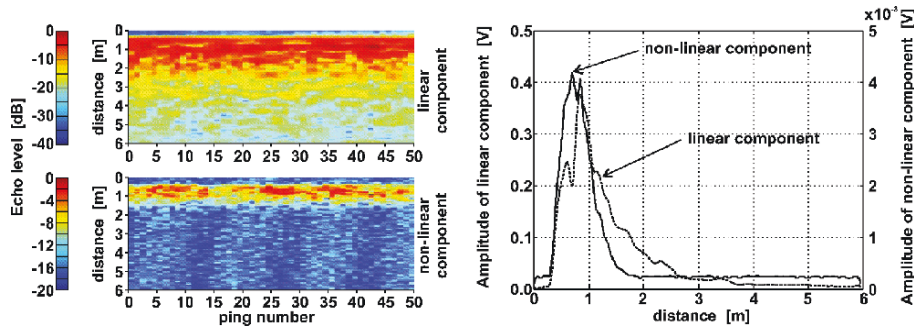 Echo level [dB]
0
-10
-20
-30
-40
0
-4
-8
-12
-16
-20
distance [m]
0
1
2
3
4
5
6
0 5 10 15 20 25 30 35 40 45 50
linear component
distance [m]
0
1
2
3
4
5
6
0 5 10 15 20 25 30 35 40 45 50
ping number
non-linear component
Amplitude of linear component [V]
0.5
0.4
0.3
0.2
0.1
0.0
non-linear component
linear component
0 1 2 3 4 5 6
distance [m]
x10⁻³
5
4
3
2
1
0
Amplitude of non-linear component [V]